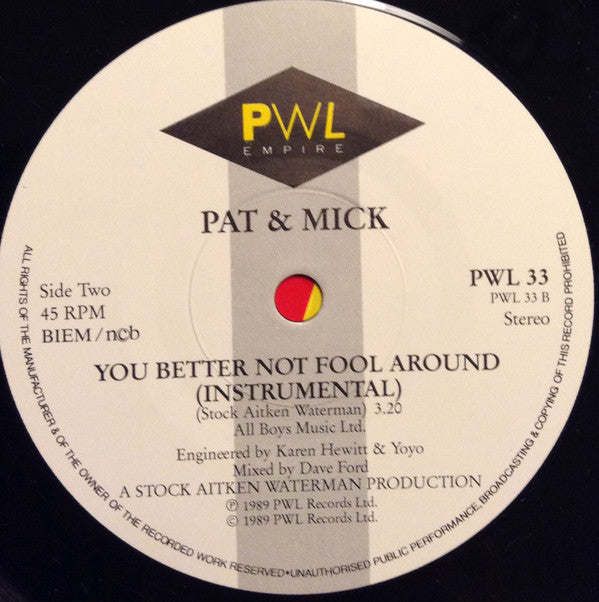 PWL
EMPIRE
PAT & MICK
Side Two
45 RPM
BIEM/ncb
PWL 33
PWL 33 B
Stereo
YOU BETTER NOT FOOL AROUND
(INSTRUMENTAL)
(Stock Aitken Waterman) 3.20
All Boys Music Ltd.
Engineered by Karen Hewitt & Yoyo
Mixed by Dave Ford
A STOCK AITKEN WATERMAN PRODUCTION
℗ 1989 PWL Records Ltd.
© 1989 PWL Records Ltd.
ALL RIGHTS OF THE MANUFACTURER & OF THE OWNER OF THE RECORDED WORK RESERVED•UNAUTHORISED PUBLIC PERFORMANCE, BROADCASTING & COPYING OF THIS RECORD PROHIBITED